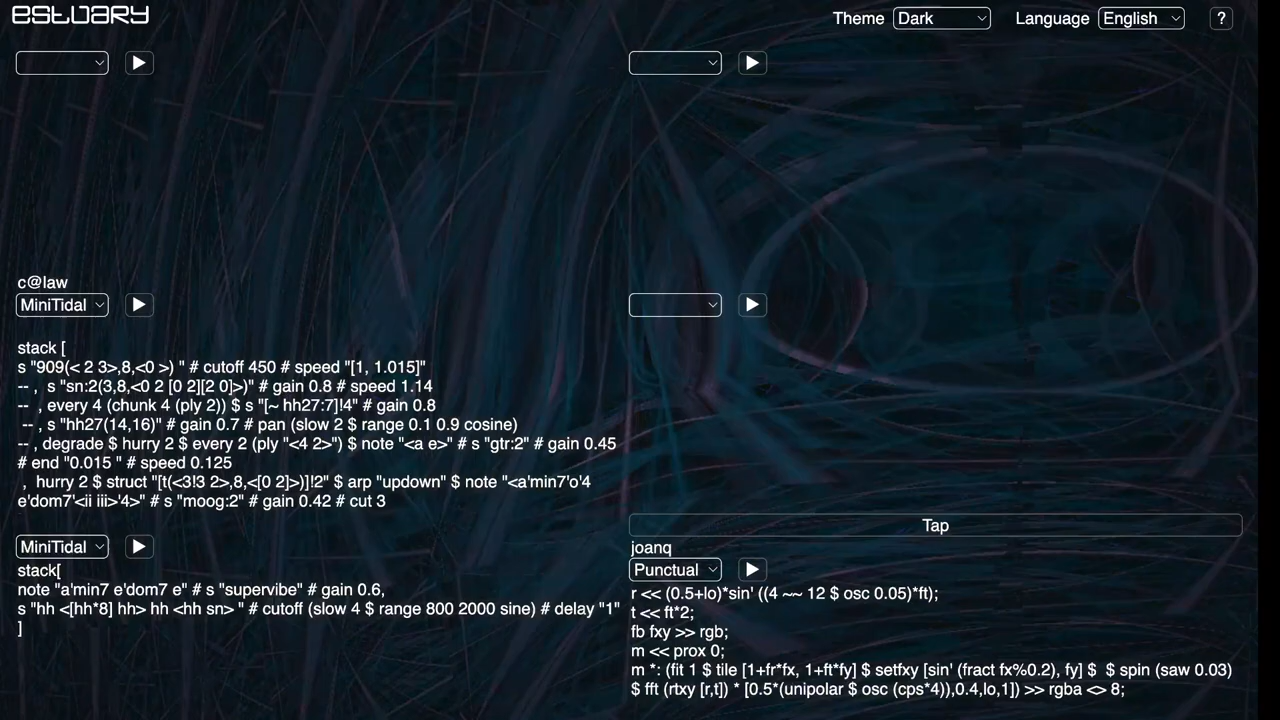 estuary
Theme Dark Language English ?
c@law
MiniTidal
stack [
s "909(< 2 3>,8,<0 >) " # cutoff 450 # speed "[1, 1.015]"
-- , s "sn:2(3,8,<0 2 [0 2][2 0]>)" # gain 0.8 # speed 1.14
-- , every 4 (chunk 4 (ply 2)) $ s "[~ hh27:7]!4" # gain 0.8
-- , s "hh27(14,16)" # gain 0.7 # pan (slow 2 $ range 0.1 0.9 cosine)
-- , degrade $ hurry 2 $ every 2 (ply "<4 2>") $ note "<a e>" # s "gtr:2" # gain 0.45
# end "0.015 " # speed 0.125
, hurry 2 $ struct "[t(<3!3 2>,8,<[0 2]>)]!2" $ arp "updown" $ note "<a'min7'o'4
e'dom7'<ii iii>'4>" # s "moog:2" # gain 0.42 # cut 3
MiniTidal
stack[
note "a'min7 e'dom7 e" # s "supervibe" # gain 0.6,
s "hh <[hh*8] hh> hh <hh sn> " # cutoff (slow 4 $ range 800 2000 sine) # delay "1"
]
Tap
joanq
Punctual
r << (0.5+lo)*sin' ((4 ~~ 12 $ osc 0.05)*ft);
t << ft*2;
fb fxy >> rgb;
m << prox 0;
m *: (fit 1 $ tile [1+fr*fx, 1+ft*fy] $ setfxy [sin' (fract fx%0.2), fy] $  $ spin (saw 0.03)
$ fft (rtxy [r,t]) * [0.5*(unipolar $ osc (cps*4)),0.4,lo,1]) >> rgba <> 8;